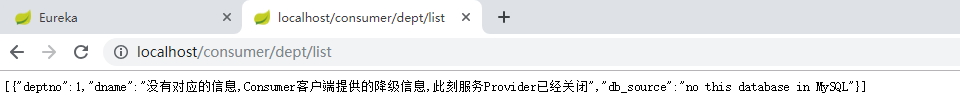 Eureka
localhost/consumer/dept/list
localhost/consumer/dept/list
[{"deptno":1,"dname":"没有对应的信息,Consumer客户端提供的降级信息,此刻服务Provider已经关闭","db_source":"no this database in MySQL"}]